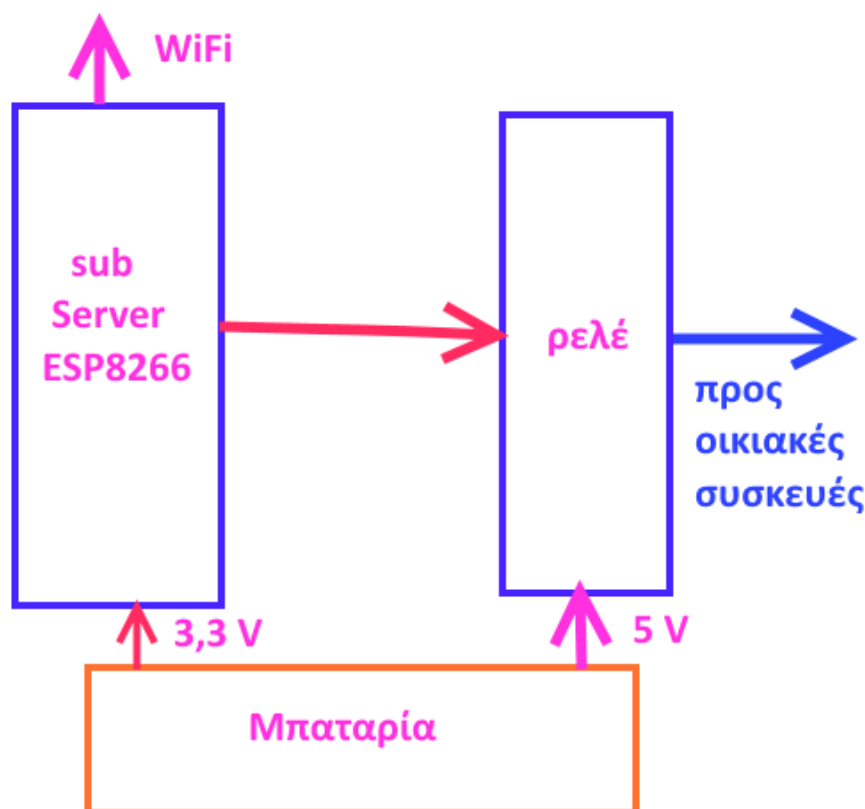 WiFi
sub
Server
ESP8266
ρελέ
προς
οικιακές
συσκευές
3,3 V
5 V
Μπαταρία